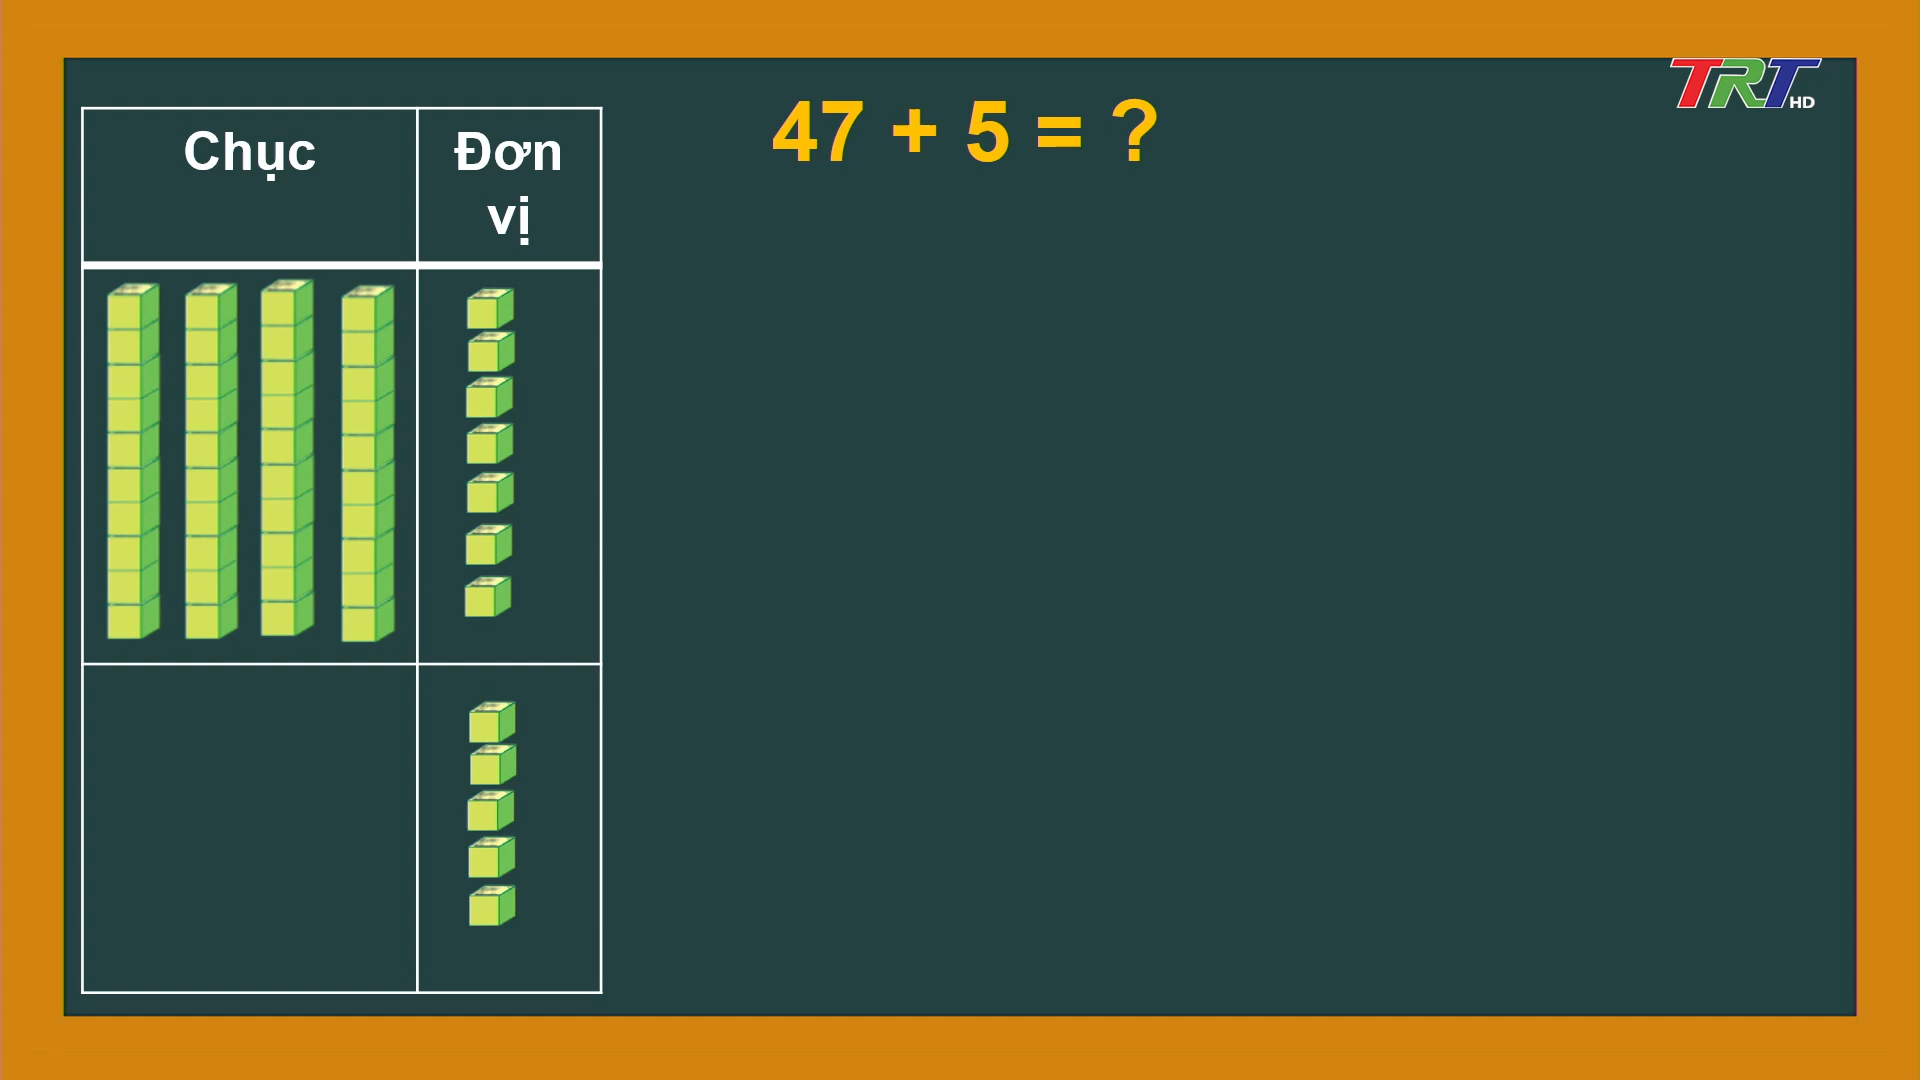 Chục
Đơn
vị
47 + 5 = ?
TRT HD